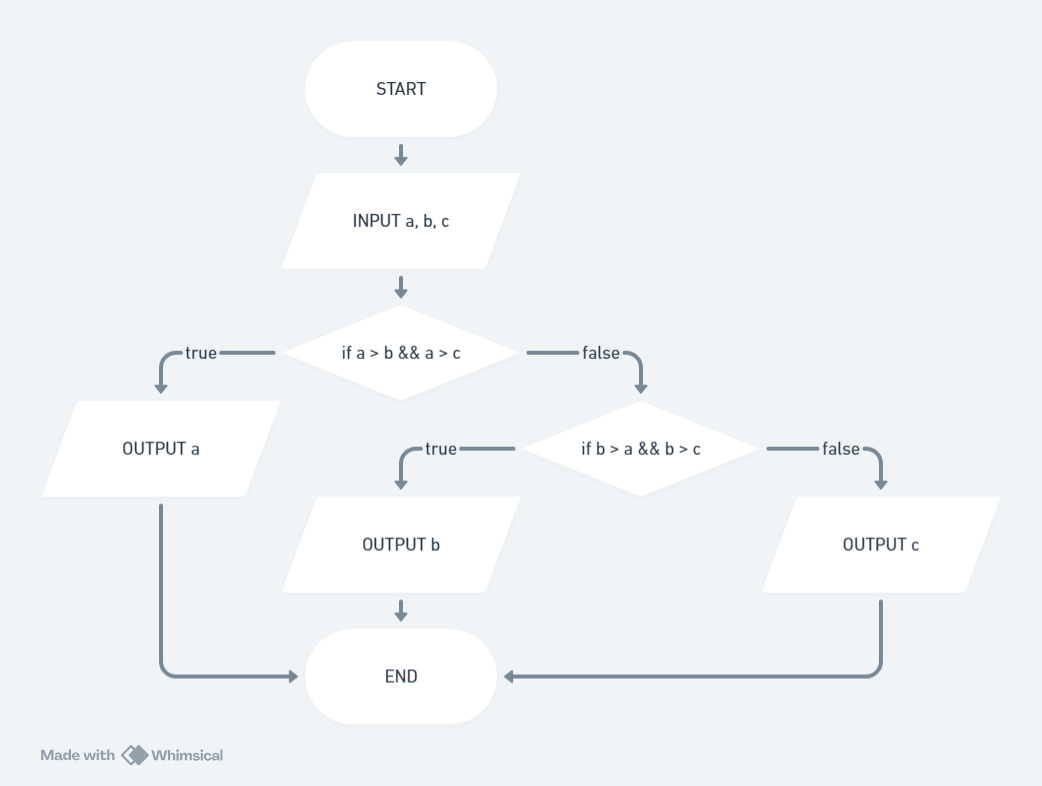 START
INPUT a, b, c
if a > b && a > c
true
false
OUTPUT a
if b > a && b > c
true
false
OUTPUT b
OUTPUT c
END
Made with Whimsical